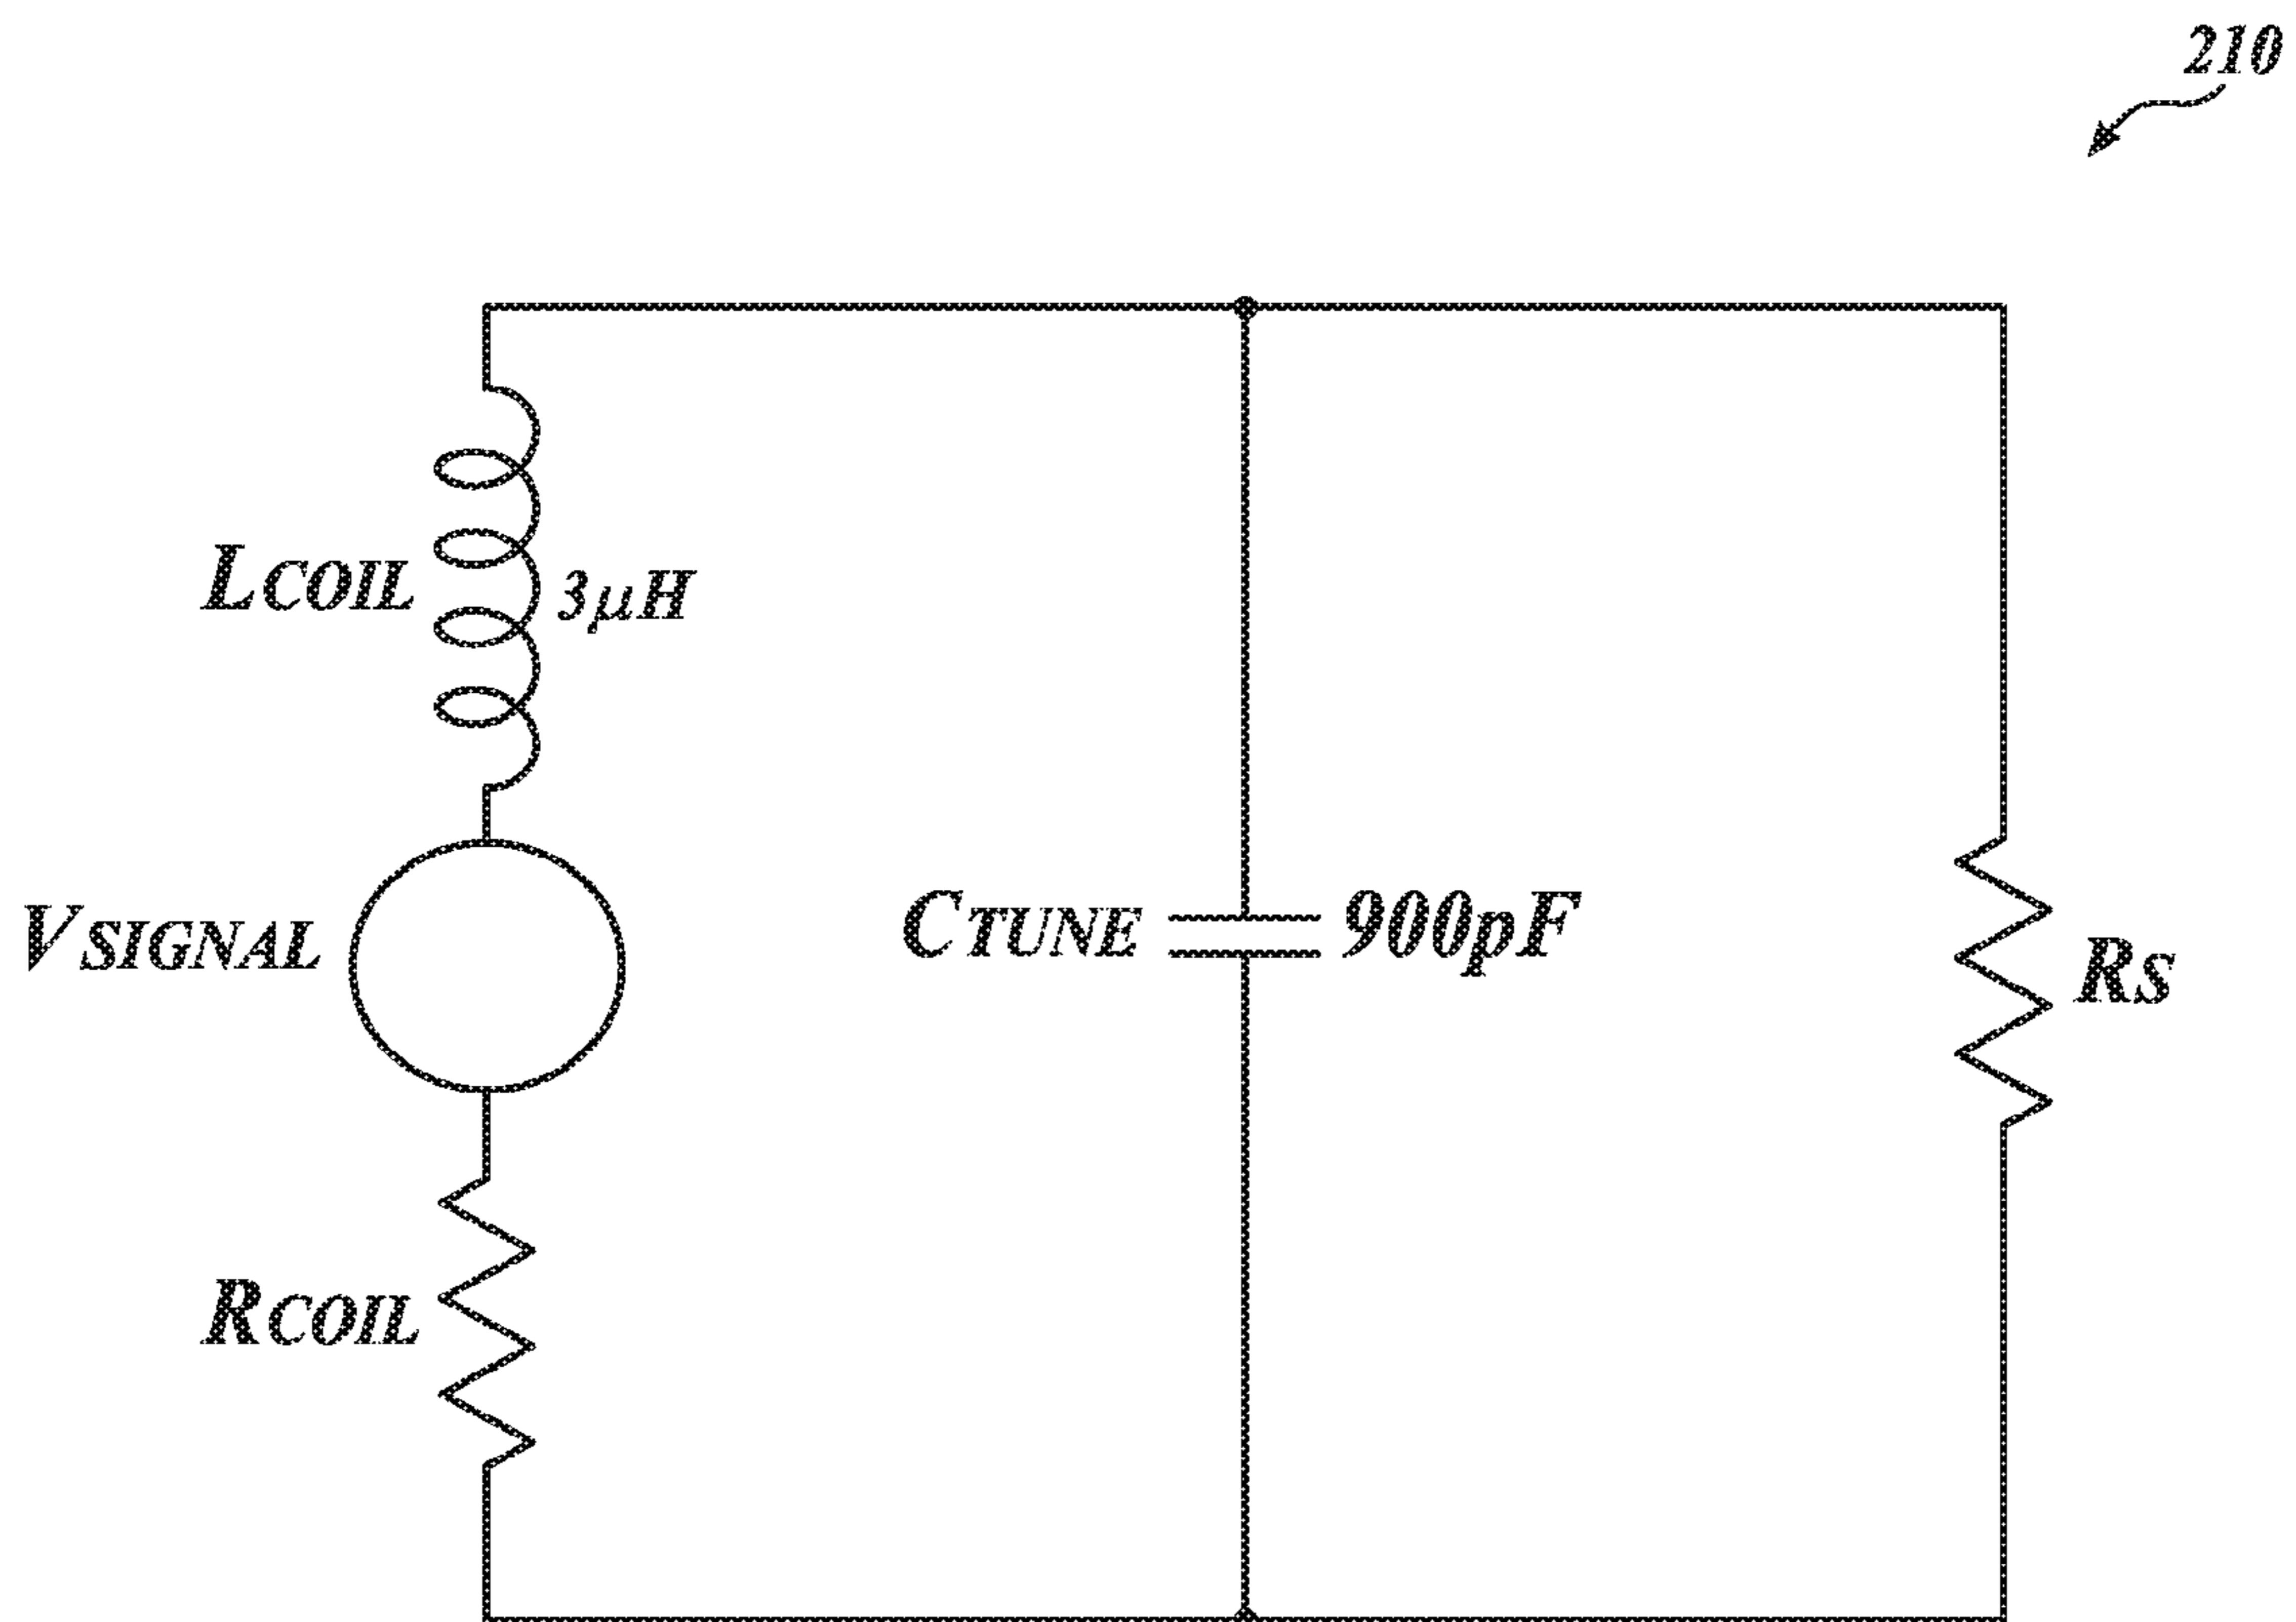 210
LCOIL
3μH
VSIGNAL
CTUNE
900pF
RS
RCOIL